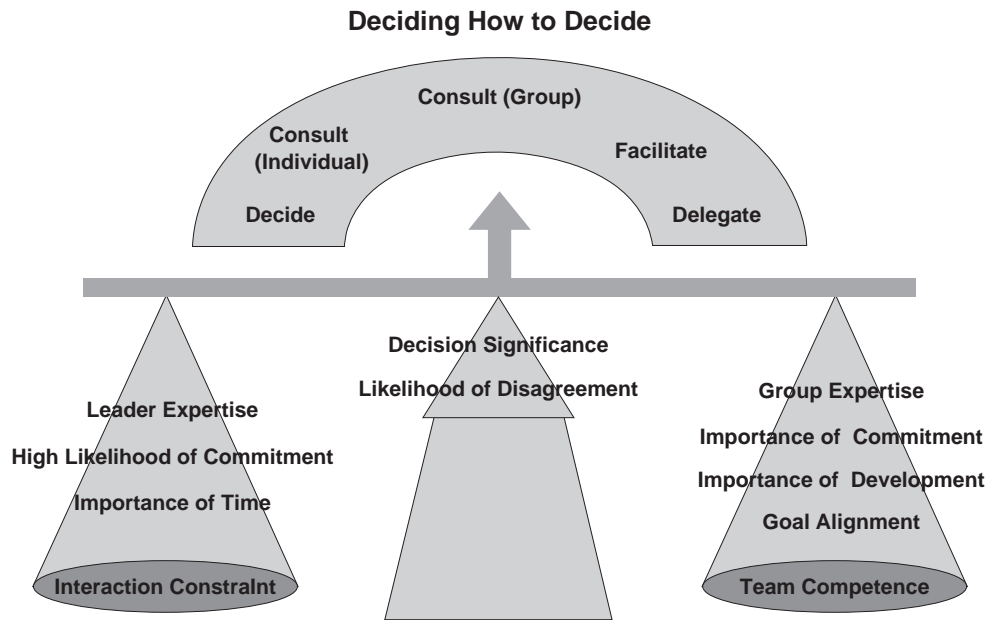 Deciding How to Decide
Consult (Group)
Consult
(Individual)
Facilitate
Decide
Delegate
Decision Significance
Likelihood of Disagreement
Leader Expertise
High Likelihood of Commitment
Importance of Time
Interaction ConstraInt
Group Expertise
Importance of Commitment
Importance of Development
Goal Alignment
Team Competence